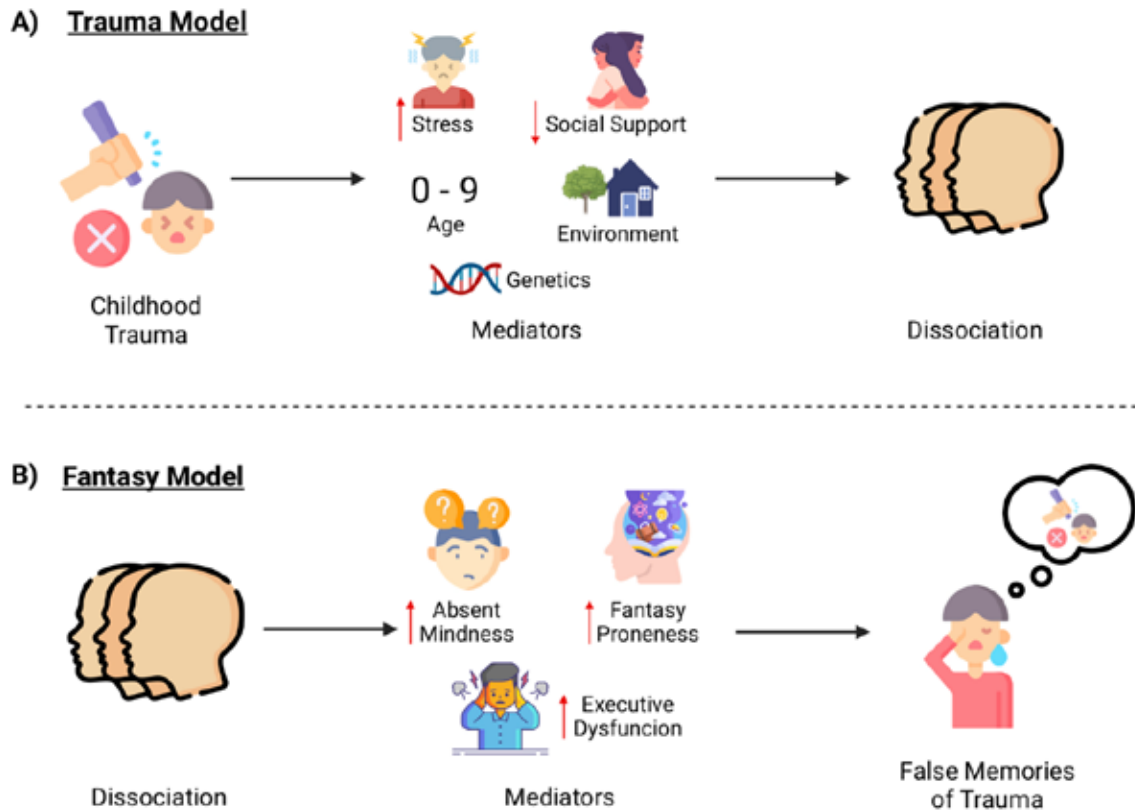 A) Trauma Model
Stress
Social Support
0 - 9
Age
Environment
Genetics
Childhood
Trauma
Mediators
Dissociation
B) Fantasy Model
? ?
Absent
Mindness
Fantasy
Proneness
Executive
Dysfuncion
Dissociation
Mediators
False Memories
of Trauma